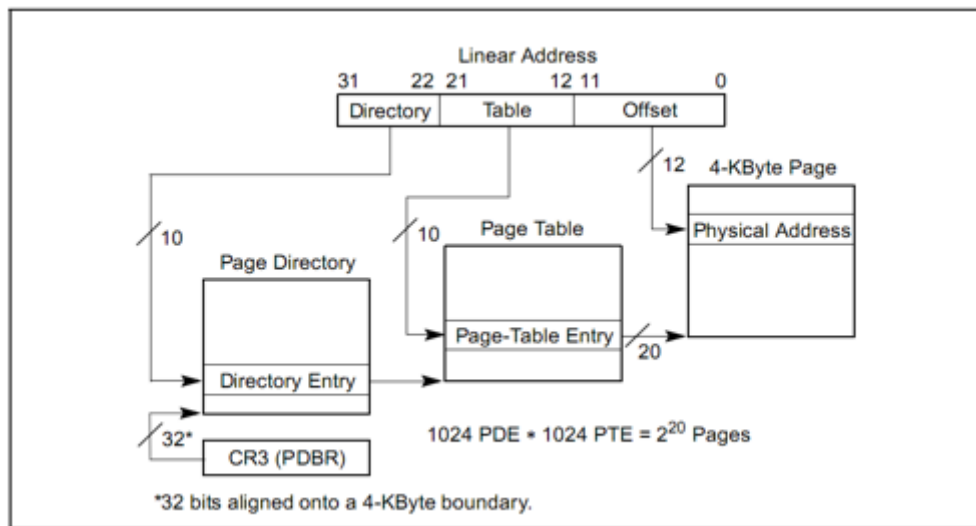 Linear Address
31 22 21 12 11 0
Directory Table Offset
12 4-KByte Page
10 10 Page Table Physical Address
Page Directory
Page-Table Entry
20
Directory Entry
1024 PDE * 1024 PTE = 2^20 Pages
32*
CR3 (PDBR)
*32 bits aligned onto a 4-KByte boundary.